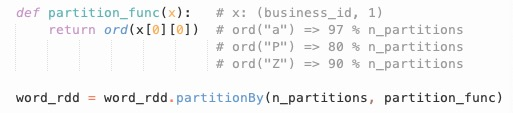 def partition_func(x):   # x: (business_id, 1)
    return ord(x[0][0])  # ord("a") => 97 % n_partitions
                         # ord("P") => 80 % n_partitions
                         # ord("Z") => 90 % n_partitions
word_rdd = word_rdd.partitionBy(n_partitions, partition_func)